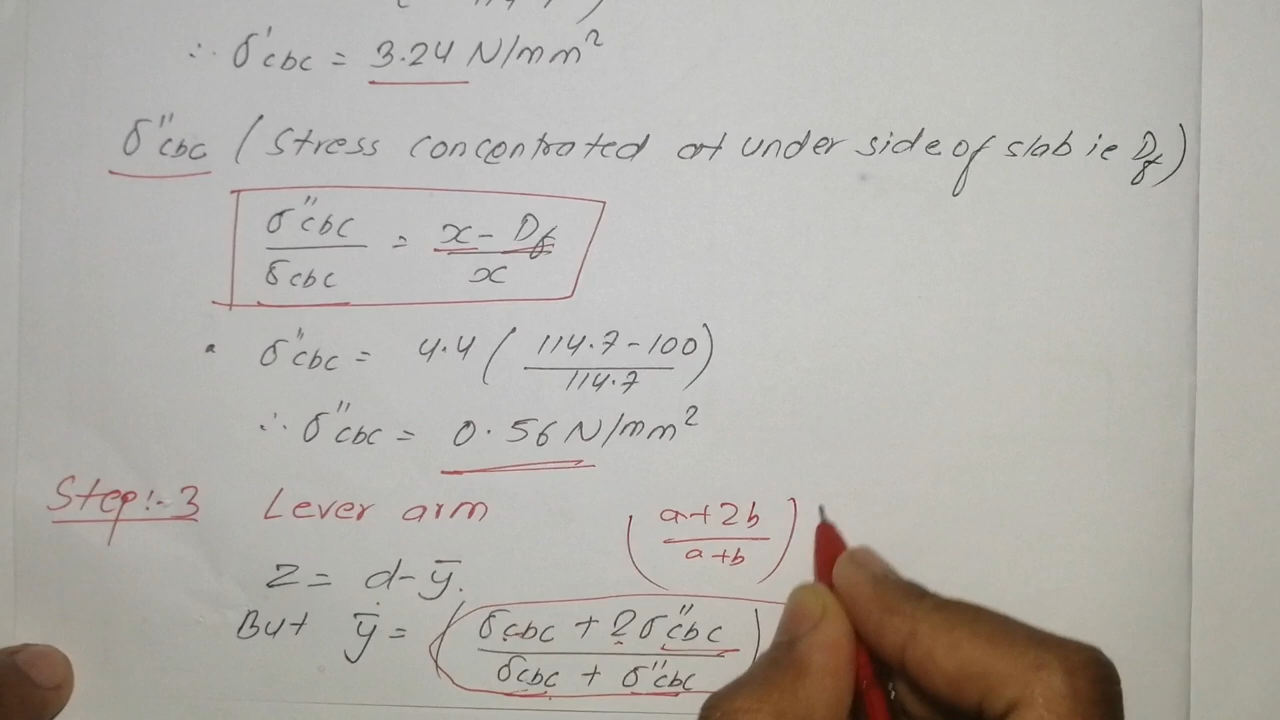 ∴ σ'cbc = 3.24 N/mm²
σ''cbc (Stress concentrated at under side of slab ie Df)
σ''cbc / σcbc = x - Df / x
σ''cbc = 4.4 ( 114.7-100 / 114.7 )
∴ σ''cbc = 0.56 N/mm²
Step:- 3 Lever arm
( a+2b / a+b )
Z = d-ȳ.
But ȳ = ( σcbc + 2σ''cbc / σcbc + σ''cbc )